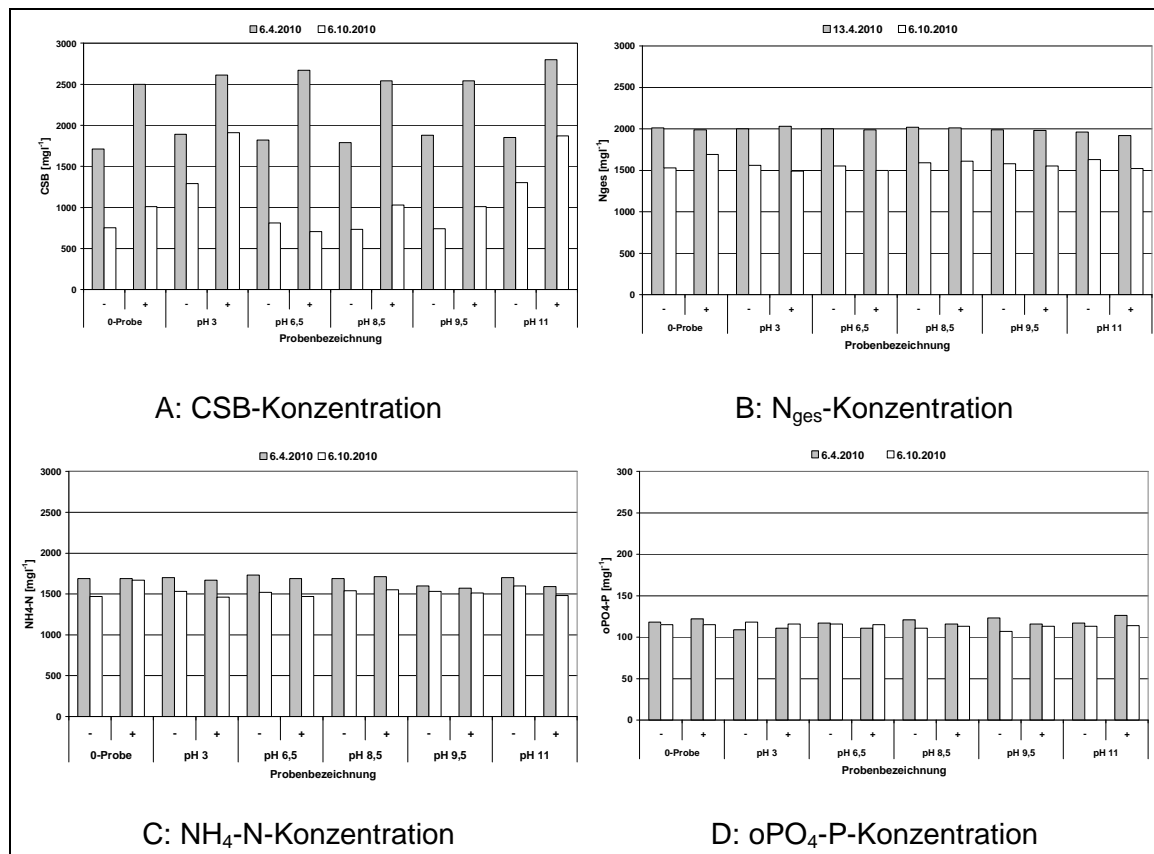 6.4.2010 6.10.2010
3000
2500
2000
1500
1000
500
0
CSB [mgl-1]
- + - + - + - + - + - +
0-Probe pH 3 pH 6,5 pH 8,5 pH 9,5 pH 11
Probenbezeichnung
A: CSB-Konzentration
13.4.2010 6.10.2010
3000
2500
2000
1500
1000
500
0
Nges [mgl-1]
- + - + - + - + - + - +
0-Probe pH 3 pH 6,5 pH 8,5 pH 9,5 pH 11
Probenbezeichnung
B: Nges-Konzentration
6.4.2010 6.10.2010
3000
2500
2000
1500
1000
500
0
NH4-N [mgl-1]
- + - + - + - + - + - +
0-Probe pH 3 pH 6,5 pH 8,5 pH 9,5 pH 11
Probenbezeichnung
C: NH4-N-Konzentration
6.4.2010 6.10.2010
300
250
200
150
100
50
0
oPO4-P [mgl-1]
- + - + - + - + - + - +
0-Probe pH 3 pH 6,5 pH 8,5 pH 9,5 pH 11
Probenbezeichnung
D: oPO4-P-Konzentration